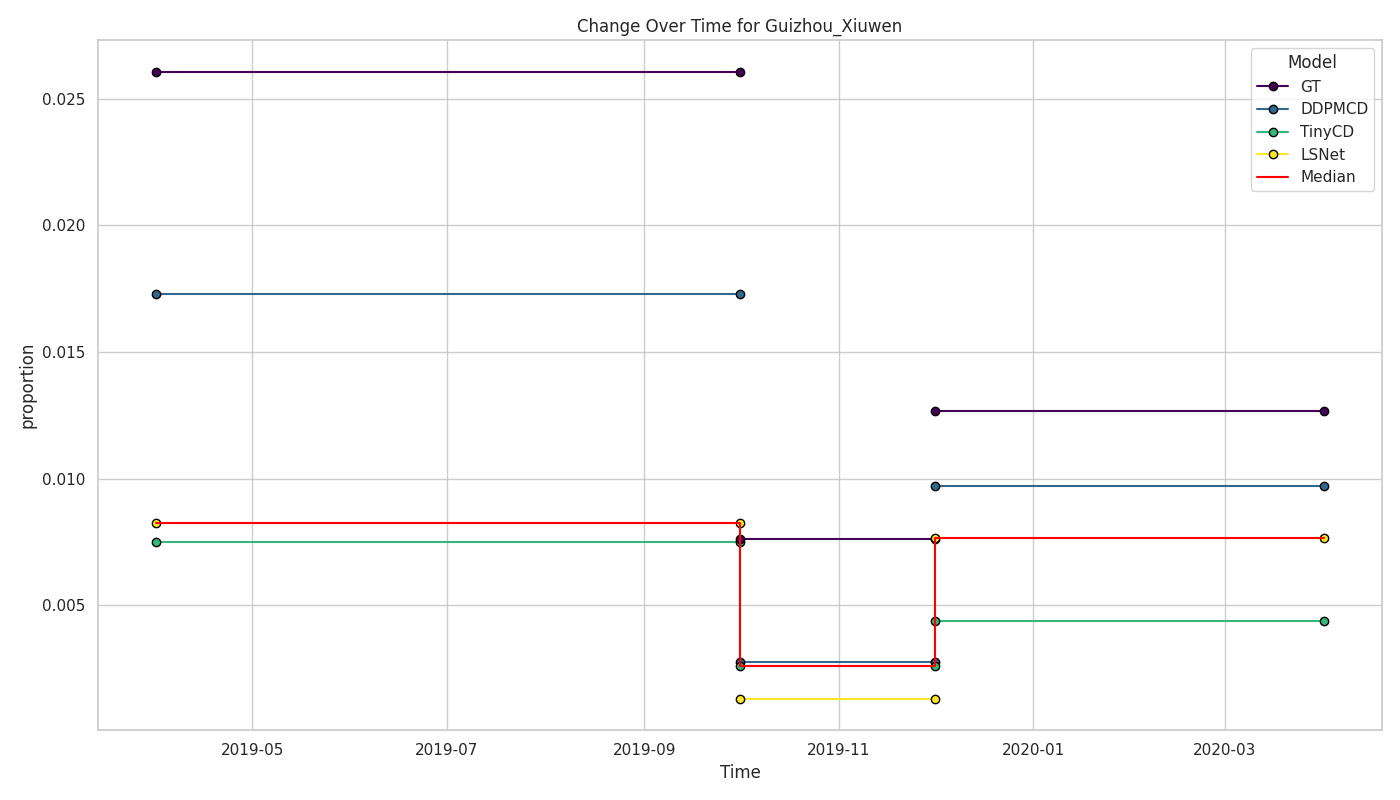 Change Over Time for Guizhou_Xiuwen
Model
GT
DDPMCD
TinyCD
LSNet
Median
proportion
0.025
0.020
0.015
0.010
0.005
2019-05 2019-07 2019-09 2019-11 2020-01 2020-03
Time